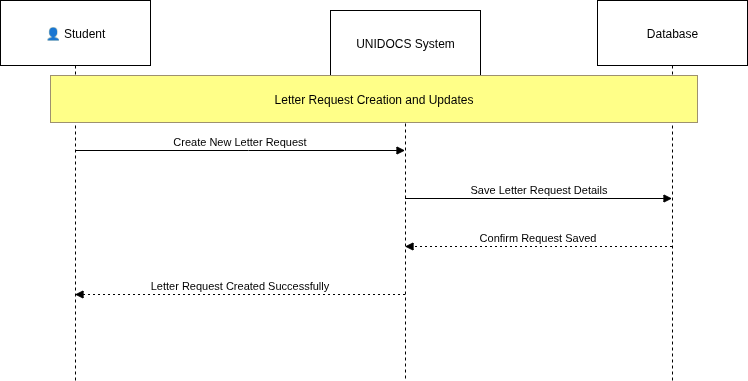 👤 Student
UNIDOCS System
Database
Letter Request Creation and Updates
Create New Letter Request
Save Letter Request Details
Confirm Request Saved
Letter Request Created Successfully